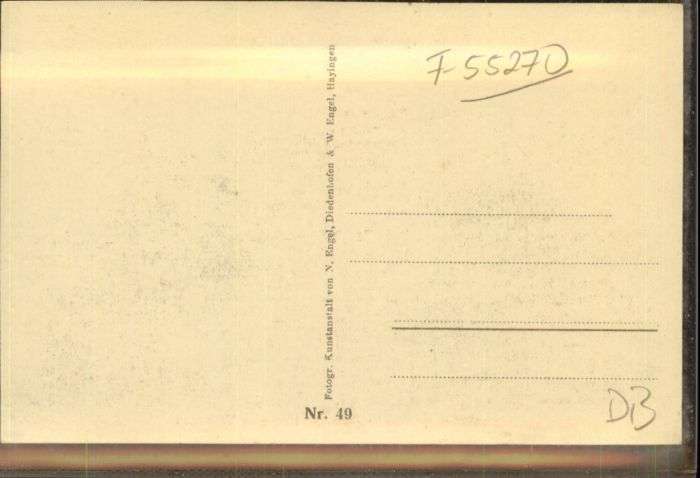 F-55270
Fotogr. Kunstanstalt von N. Engel, Diedenhofen & W. Engel, Hayingen
Nr. 49
DB